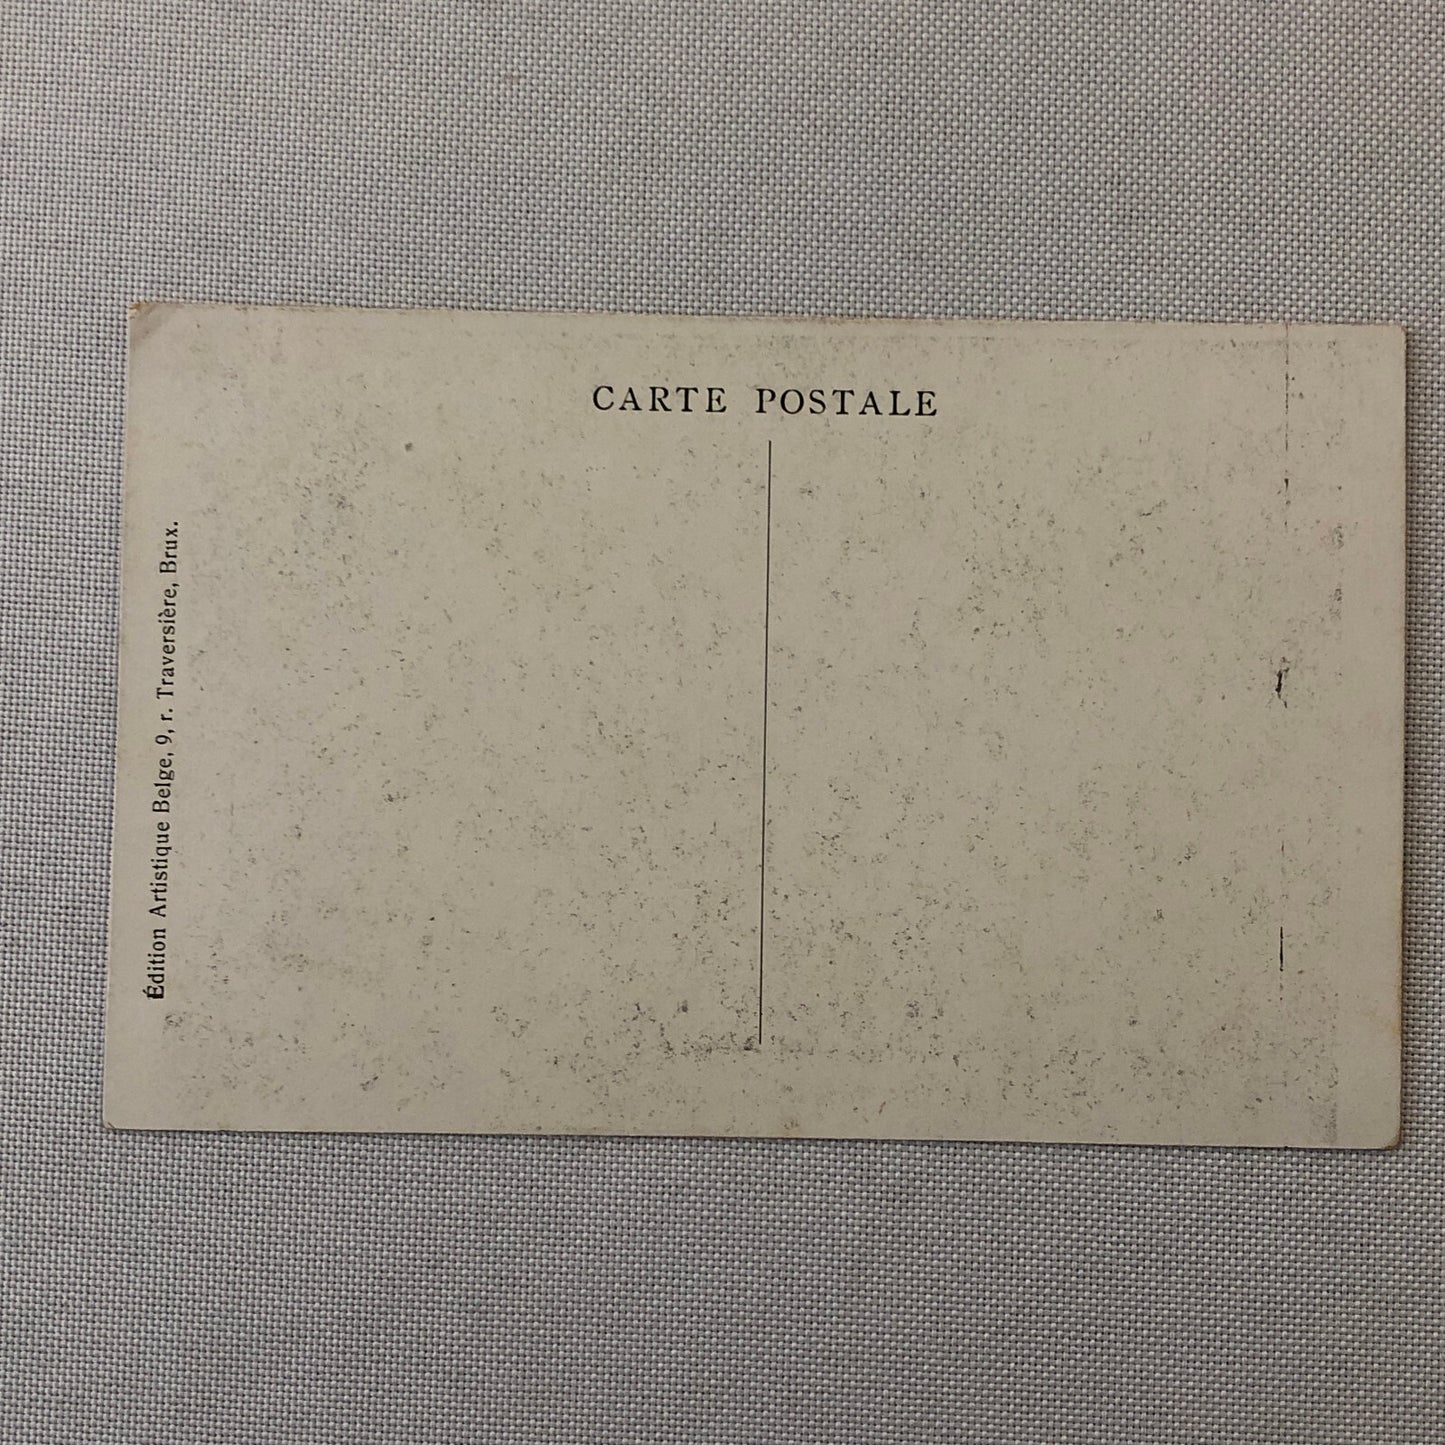 CARTE POSTALE
Édition Artistique Belge, 9, r. Traversière, Brux.